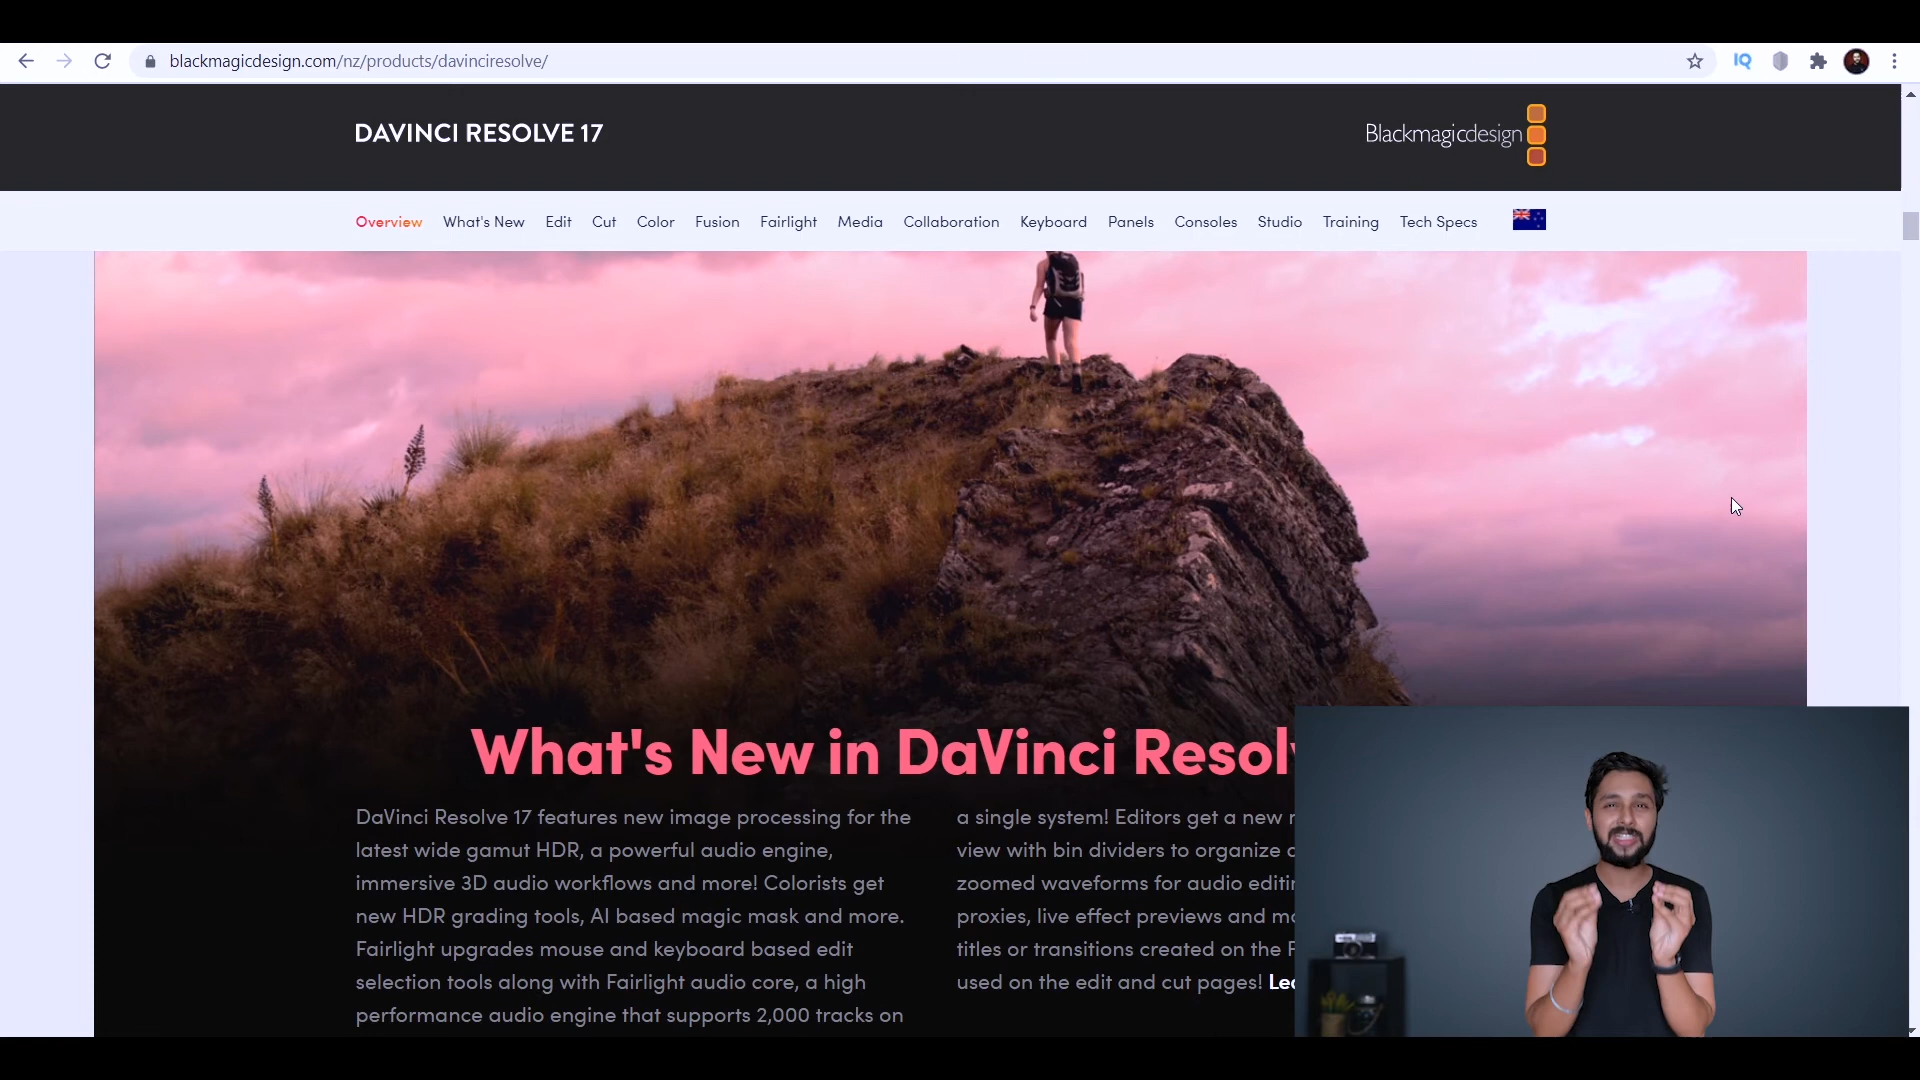 blackmagicdesign.com/nz/products/davinciresolve/
IQ
DAVINCI RESOLVE 17
Blackmagicdesign
Overview What's New Edit Cut Color Fusion Fairlight Media Collaboration Keyboard Panels Consoles Studio Training Tech Specs
What's New in DaVinci
DaVinci Resolve 17 features new image processing for the
latest wide gamut HDR, a powerful audio engine,
immersive 3D audio workflows and more! Colorists get
new HDR grading tools, AI based magic mask and more.
Fairlight upgrades mouse and keyboard based edit
selection tools along with Fairlight audio core, a high
performance audio engine that supports 2,000 tracks on
a single system! Editors get a new
view with bin dividers to organize
zoomed waveforms for audio
proxies, live effect previews and
titles or transitions created on the
used on the edit and cut pages!